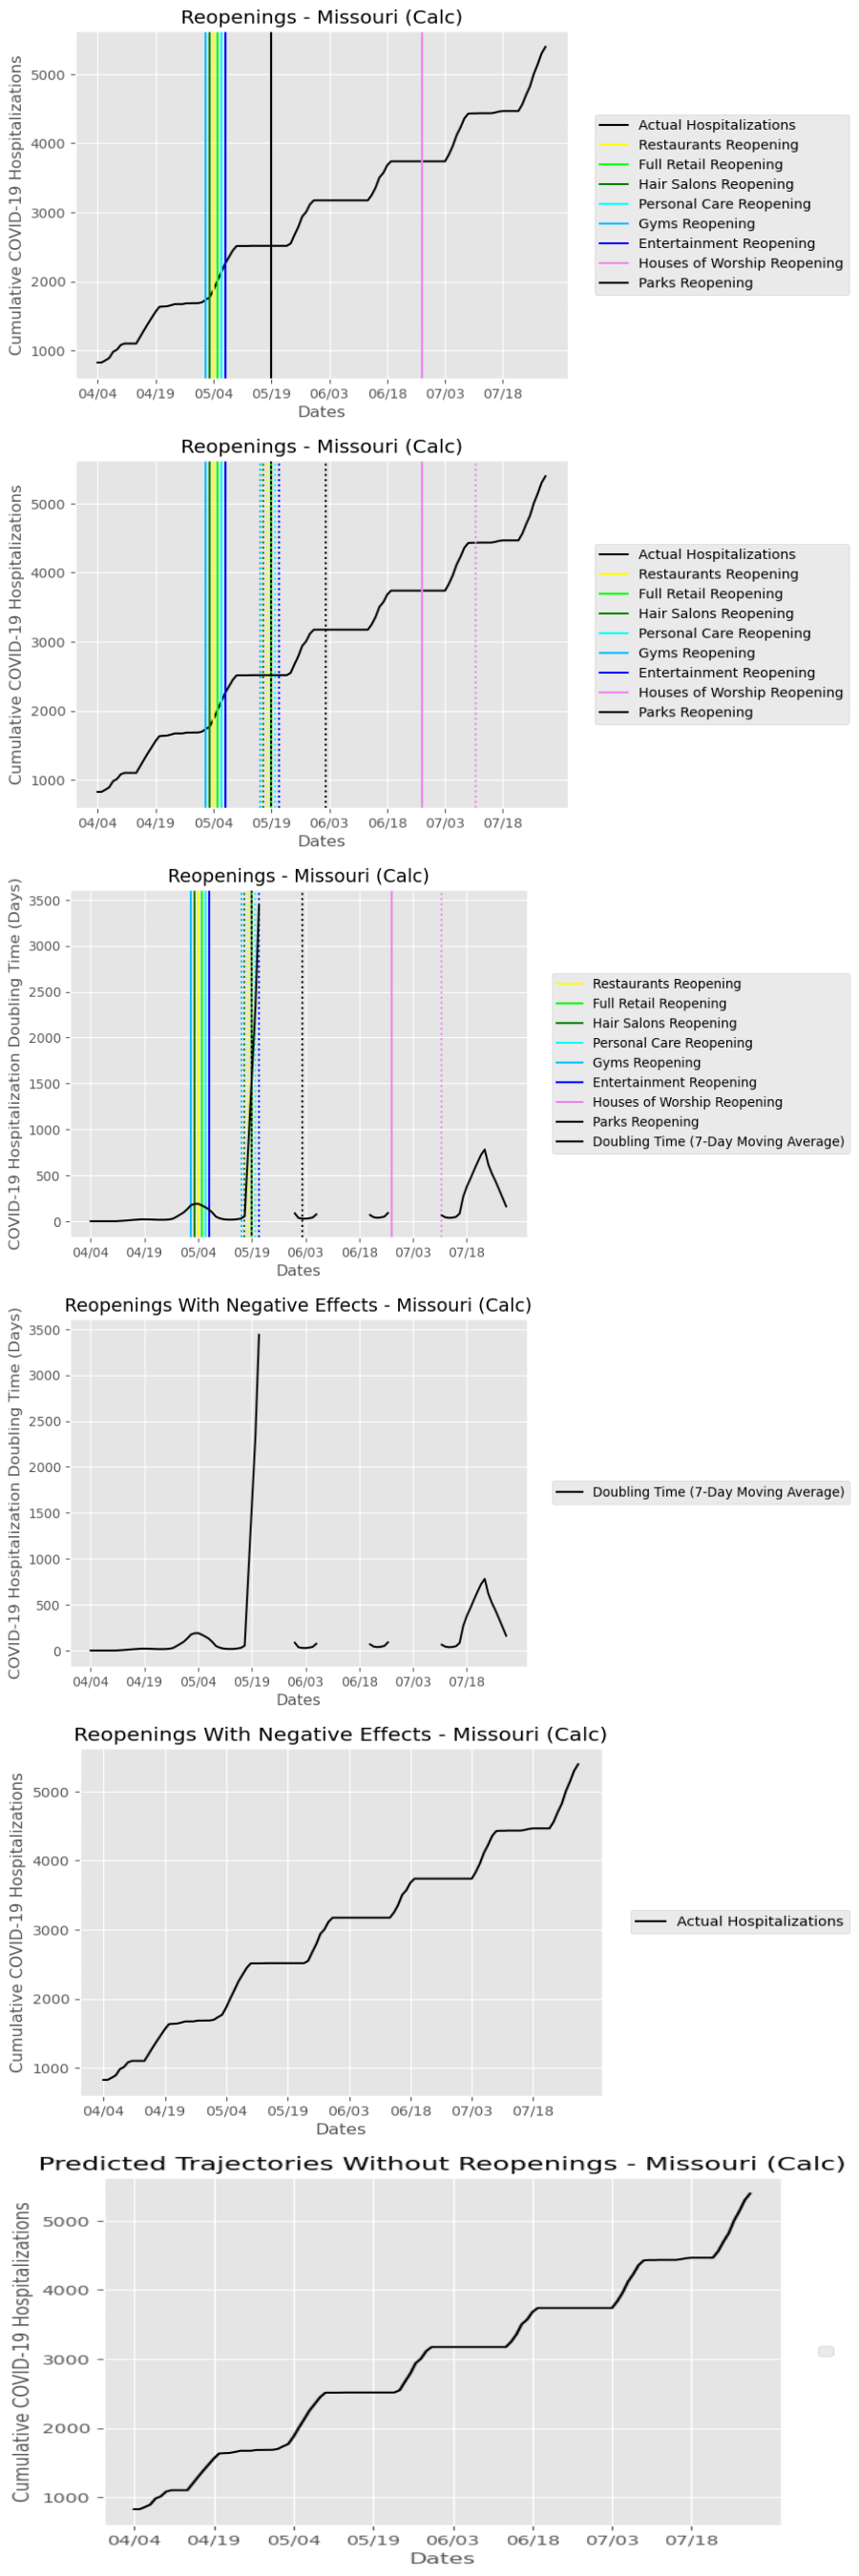 Reopenings - Missouri (Calc)
Cumulative COVID-19 Hospitalizations
5000
4000
3000
2000
1000
04/04 04/19 05/04 05/19 06/03 06/18 07/03 07/18
Dates
Actual Hospitalizations
Restaurants Reopening
Full Retail Reopening
Hair Salons Reopening
Personal Care Reopening
Gyms Reopening
Entertainment Reopening
Houses of Worship Reopening
Parks Reopening
Reopenings - Missouri (Calc)
Cumulative COVID-19 Hospitalizations
5000
4000
3000
2000
1000
04/04 04/19 05/04 05/19 06/03 06/18 07/03 07/18
Dates
Actual Hospitalizations
Restaurants Reopening
Full Retail Reopening
Hair Salons Reopening
Personal Care Reopening
Gyms Reopening
Entertainment Reopening
Houses of Worship Reopening
Parks Reopening
Reopenings - Missouri (Calc)
COVID-19 Hospitalization Doubling Time (Days)
3500
3000
2500
2000
1500
1000
500
0
04/04 04/19 05/04 05/19 06/03 06/18 07/03 07/18
Dates
Restaurants Reopening
Full Retail Reopening
Hair Salons Reopening
Personal Care Reopening
Gyms Reopening
Entertainment Reopening
Houses of Worship Reopening
Parks Reopening
Doubling Time (7-Day Moving Average)
Reopenings With Negative Effects - Missouri (Calc)
COVID-19 Hospitalization Doubling Time (Days)
3500
3000
2500
2000
1500
1000
500
0
04/04 04/19 05/04 05/19 06/03 06/18 07/03 07/18
Dates
Doubling Time (7-Day Moving Average)
Reopenings With Negative Effects - Missouri (Calc)
Cumulative COVID-19 Hospitalizations
5000
4000
3000
2000
1000
04/04 04/19 05/04 05/19 06/03 06/18 07/03 07/18
Dates
Actual Hospitalizations
Predicted Trajectories Without Reopenings - Missouri (Calc)
Cumulative COVID-19 Hospitalizations
5000
4000
3000
2000
1000
04/04 04/19 05/04 05/19 06/03 06/18 07/03 07/18
Dates